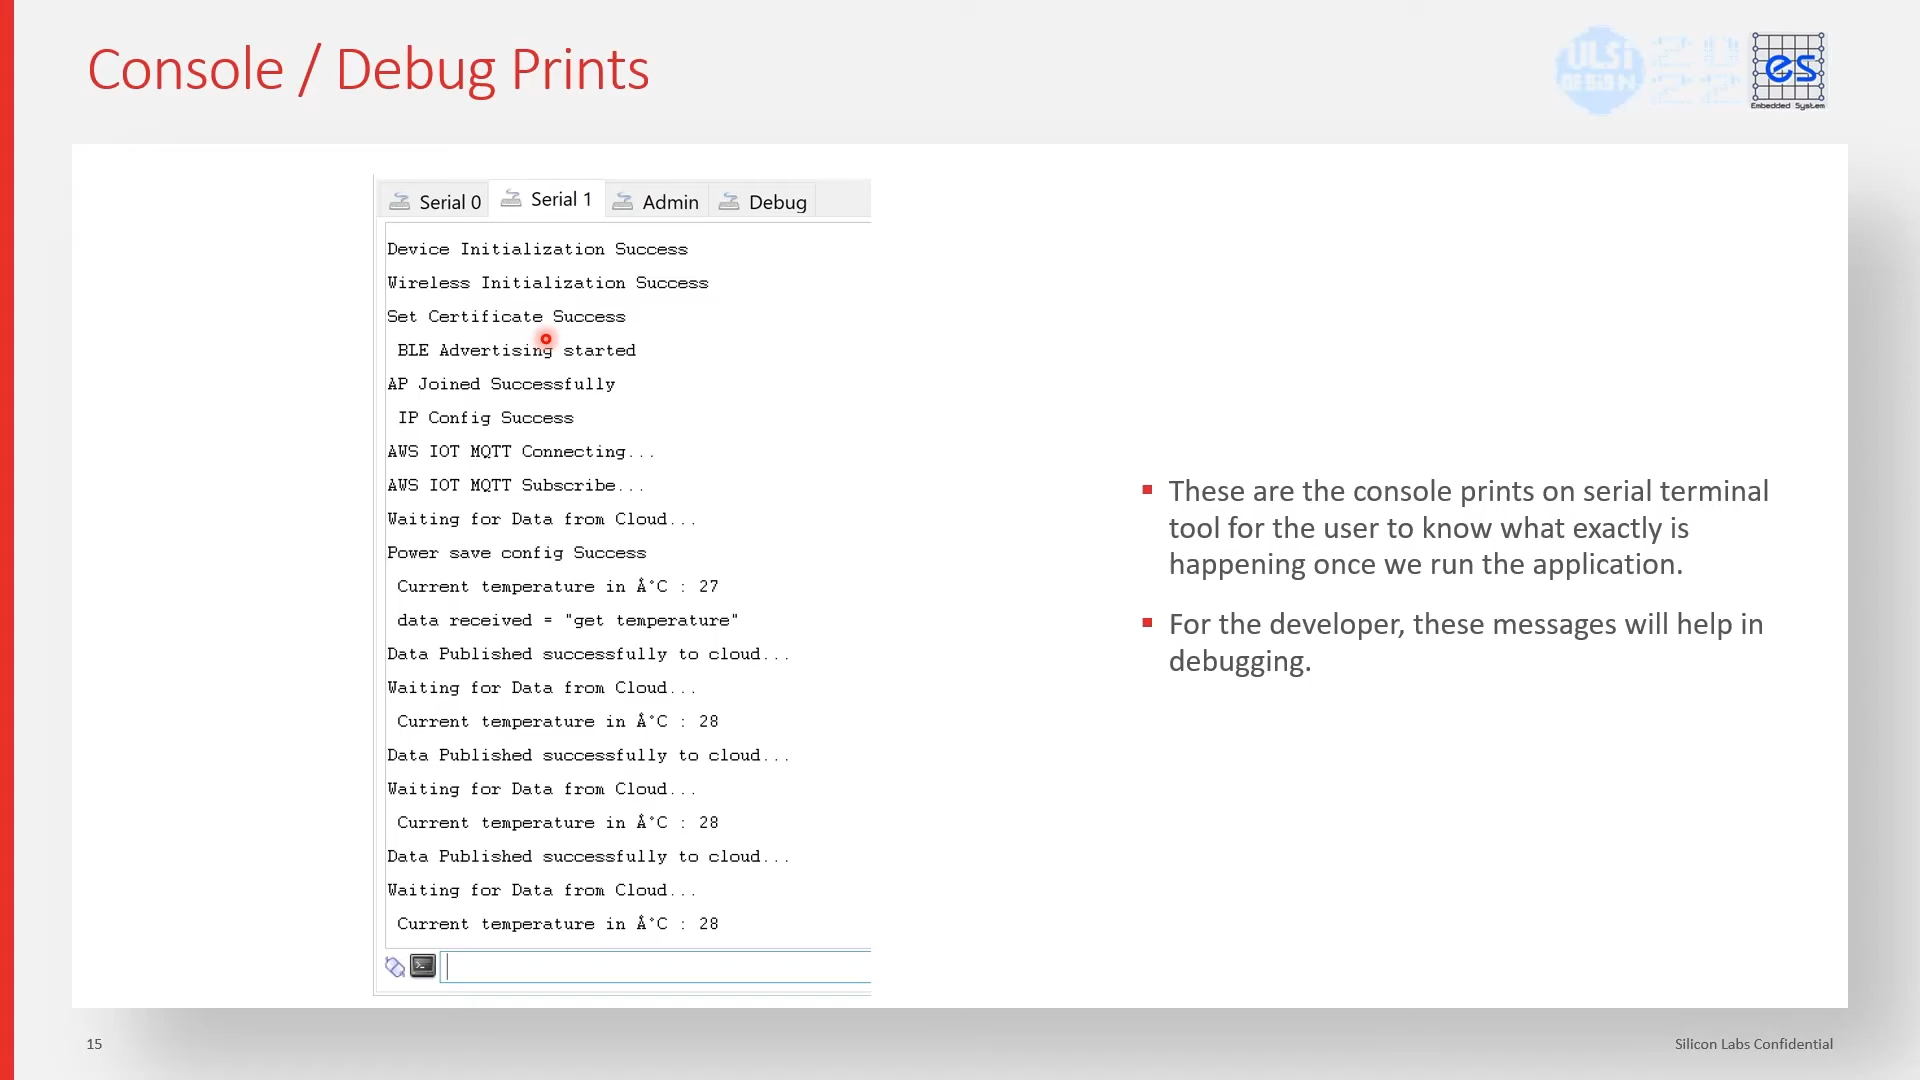 Console / Debug Prints
ULSI
DESIGN
Embedded System
Serial 0
Serial 1
Admin
Debug
Device Initialization Success
Wireless Initialization Success
Set Certificate Success
BLE Advertising started
AP Joined Successfully
IP Config Success
AWS IOT MQTT Connecting...
AWS IOT MQTT Subscribe...
Waiting for Data from Cloud...
Power save config Success
Current temperature in Å°C : 27
data received = "get temperature"
Data Published successfully to cloud...
Waiting for Data from Cloud...
Current temperature in Å°C : 28
Data Published successfully to cloud...
Waiting for Data from Cloud...
Current temperature in Å°C : 28
Data Published successfully to cloud...
Waiting for Data from Cloud...
Current temperature in Å°C : 28
These are the console prints on serial terminal
tool for the user to know what exactly is
happening once we run the application.
For the developer, these messages will help in
debugging.
15
Silicon Labs Confidential